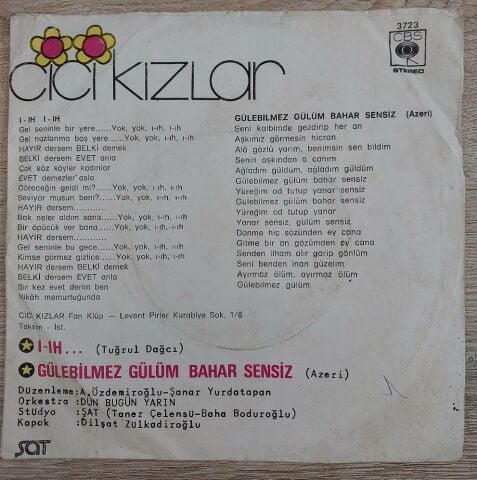 3723
CBS
STEREO
cici kızlar
I-IH I-IH
Gel seninle bir yere......Yok, yok, ı-ıh, ı-ıh
Gel nazlanma boş yere......Yok, yok, ı-ıh, ı-ıh
HAYIR dersem BELKİ demek
BELKİ dersem EVET anla
Çok söz söyler kadınlar
EVET demezler asla
Göreceğin geldi mi?......Yok, yok, ı-ıh, ı-ıh
Seviyor musun beni?......Yok, yok, ı-ıh, ı-ıh
HAYIR dersem...........
Bak neler aldım sana......Yok, yok, ı-ıh, ı-ıh
Bir öpücük ver bana......Yok, yok, ı-ıh, ı-ıh
HAYIR dersem...........
Gel seninle bu gece......Yok, yok, ı-ıh, ı-ıh
Kimse görmez gizlice......Yok, yok, ı-ıh, ı-ıh
HAYIR dersem BELKİ demek
BELKİ dersem EVET anla
Bir kez evet derim ben
Nikâh memurluğunda
GÜLEBİLMEZ GÜLÜM BAHAR SENSİZ (Azeri)
Seni kalbimde gezdirip her an
Aşkımız görmesin hicran
Alâ gözlü yarım, benimsin sen bildim
Senin aşkından a canım
Ağladım güldüm, ağladım güldüm
Gülebilmez gülüm bahar sensiz
Yüreğim od tutup yanar sensiz
Gülebilmez gülüm bahar sensiz
Yüreğim od tutup yanar
Yanar sensiz, gülüm sensiz
Dönme hiç sözünden ey cana
Gitme bir an gözümden ey cana
Senden ilham alır garip gönlüm
Seni benden inan güzelim
Ayırmaz ölüm, ayırmaz ölüm
Gülebilmez gülüm
CİCİ KIZLAR Fan Klüp — Levent Pirler Kurabiye Sok. 1/6
Taksim - İst.
I-IH... (Tuğrul Dağcı)
GÜLEBİLMEZ GÜLÜM BAHAR SENSİZ (Azeri)
Düzenleme:A.Özdemiroğlu-Şanar Yurdatapan
Orkestra :DÜN BUGÜN YARIN
Stüdyo :ŞAT (Taner Çelensü-Baha Boduroğlu)
Kapak :Dilşat Zülkadiroğlu
ŞAT